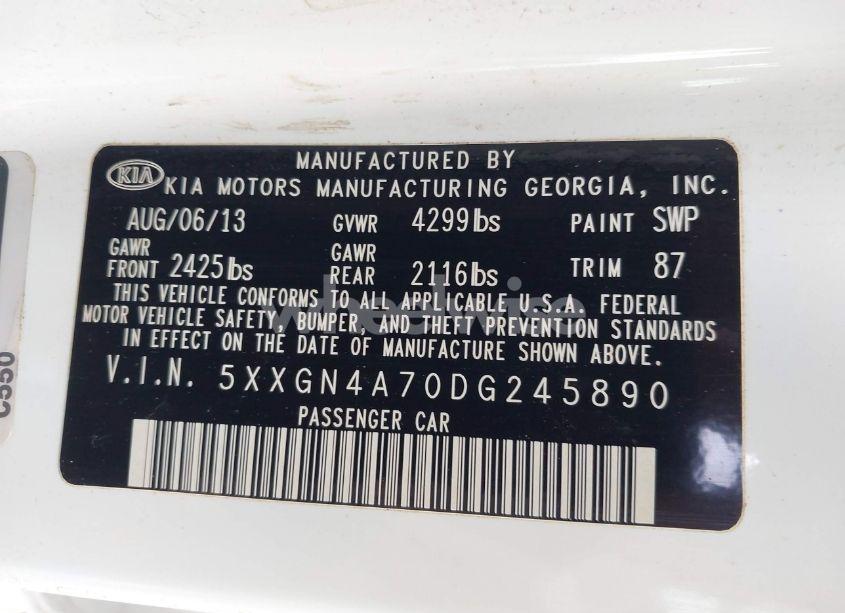 MANUFACTURED BY
KIA KIA MOTORS MANUFACTURING GEORGIA, INC.
AUG/06/13 GVWR 4299lbs PAINT SWP
GAWR FRONT 2425lbs GAWR REAR 2116lbs TRIM 87
THIS VEHICLE CONFORMS TO ALL APPLICABLE U.S.A. FEDERAL
MOTOR VEHICLE SAFETY, BUMPER, AND THEFT PREVENTION STANDARDS
IN EFFECT ON THE DATE OF MANUFACTURE SHOWN ABOVE.
V.I.N. 5XXGN4A70DG245890
PASSENGER CAR
C550
wheelwise